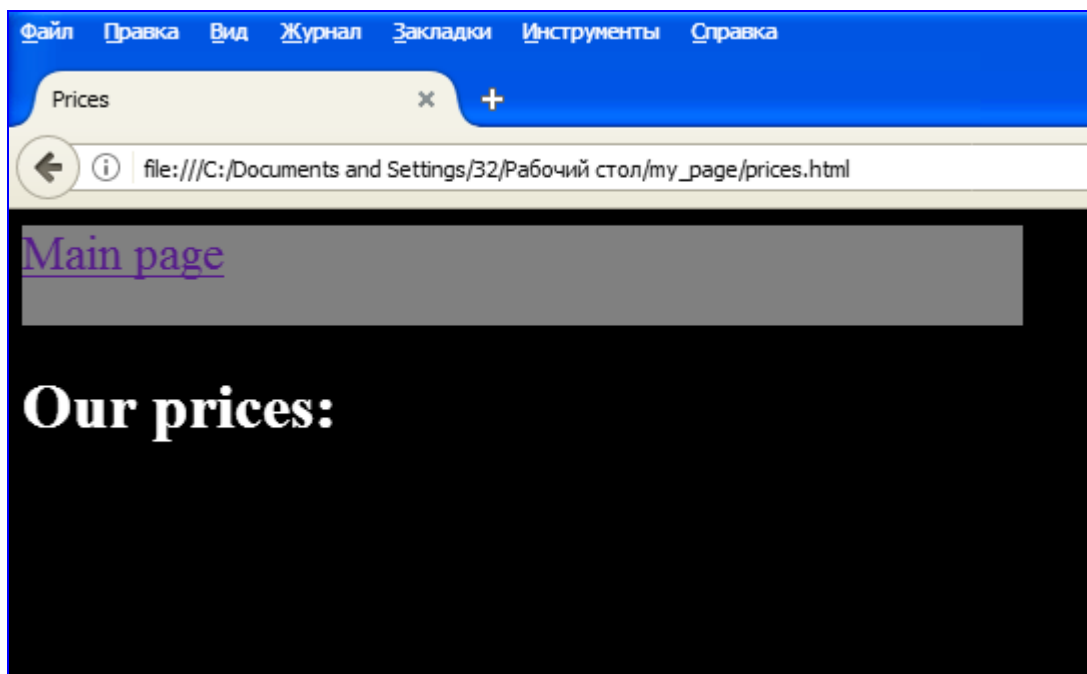 Файл Правка Вид Журнал Закладки Инструменты Справка
Prices
file:///C:/Documents and Settings/32/Рабочий стол/my_page/prices.html
Main page
Our prices: